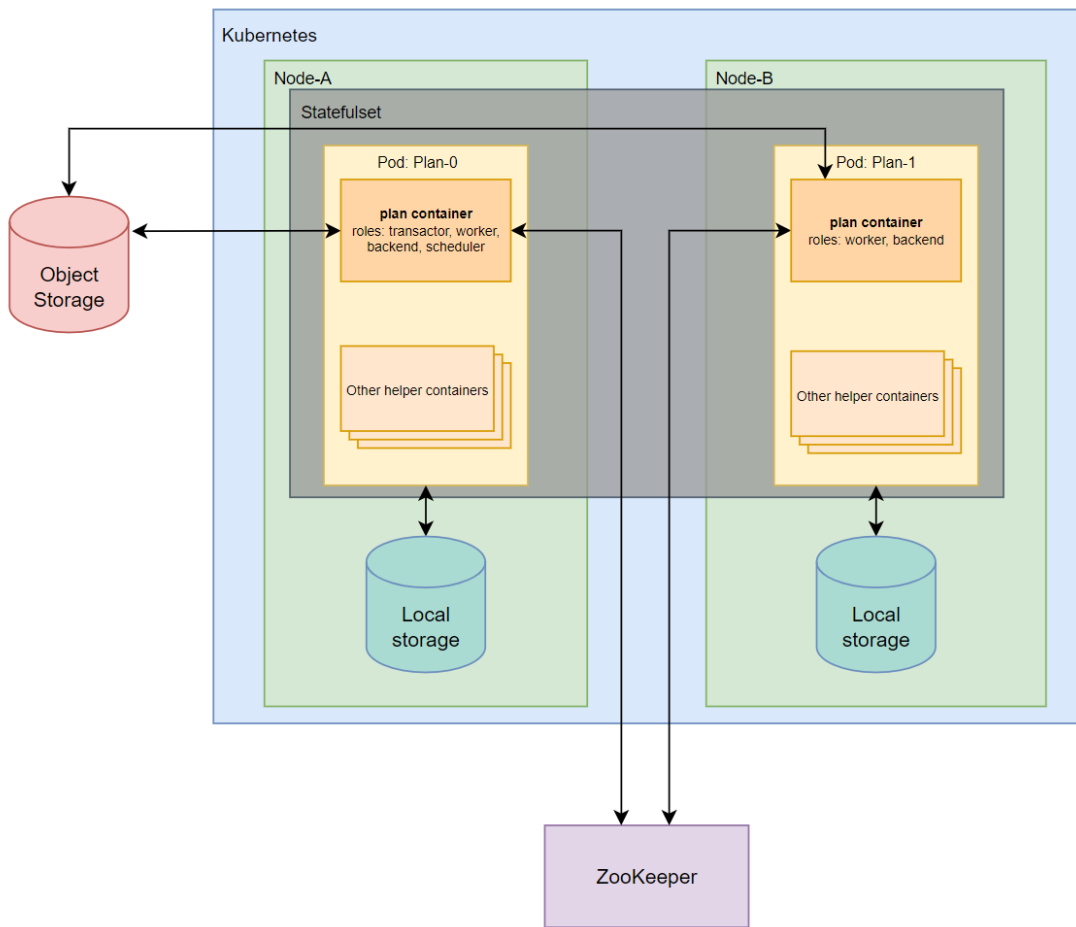 Kubernetes
Node-A
Node-B
Statefulset
Pod: Plan-0
plan container
roles: transactor, worker,
backend, scheduler
Other helper containers
Pod: Plan-1
plan container
roles: worker, backend
Other helper containers
Object
Storage
Local
storage
Local
storage
ZooKeeper